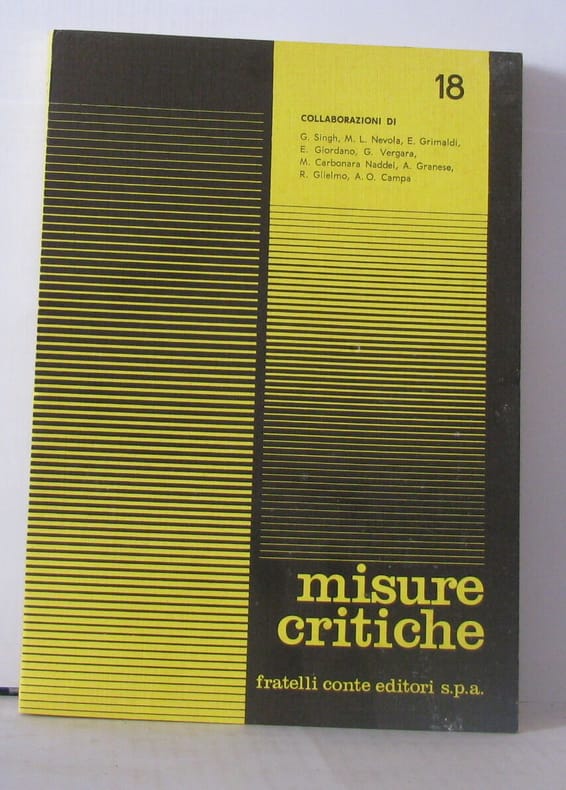 18
COLLABORAZIONI DI
G. Singh, M. L. Nevola, E. Grimaldi,
E. Giordano, G. Vergara,
M. Carbonara Naddei, A. Granese,
R. Glielmo, A. O. Campa
misure
critiche
fratelli conte editori s.p.a.